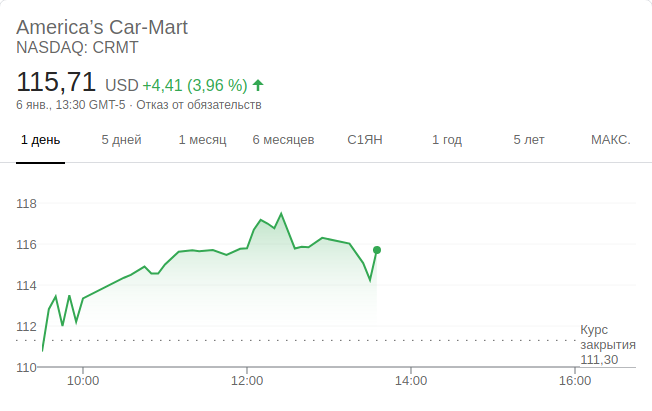 America’s Car-Mart
NASDAQ: CRMT
115,71 USD +4,41 (3,96 %)
6 янв., 13:30 GMT-5 · Отказ от обязательств
1 день 5 дней 1 месяц 6 месяцев С1ЯН 1 год 5 лет МАКС.
118
116
114
112
110
Курс
закрытия
111,30
10:00 12:00 14:00 16:00